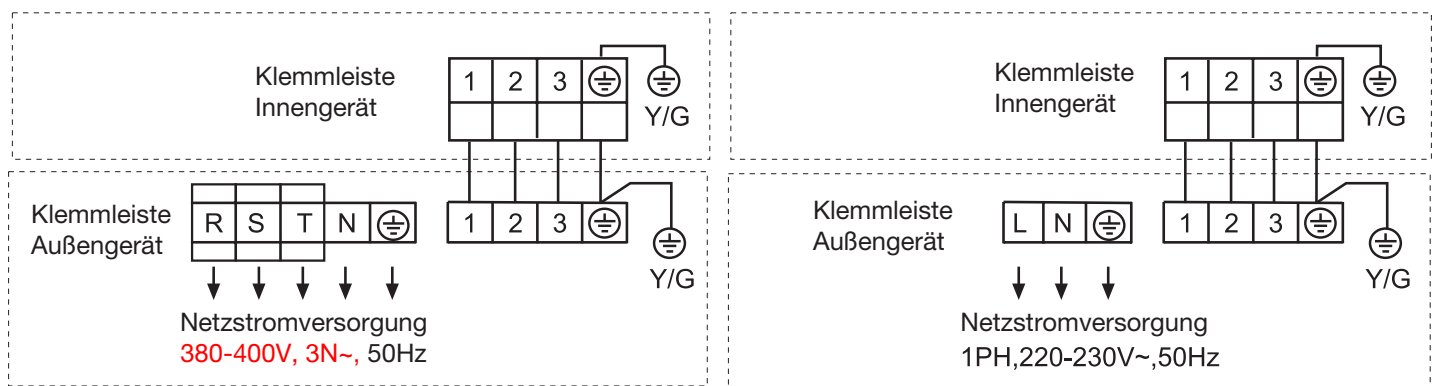 Klemmleiste
Innengerät
1 2 3
Y/G
Klemmleiste
Außengerät
R S T N
1 2 3
Y/G
Netzstromversorgung
380-400V, 3N~, 50Hz
Klemmleiste
Innengerät
1 2 3
Y/G
Klemmleiste
Außengerät
L N
1 2 3
Y/G
Netzstromversorgung
1PH,220-230V~,50Hz